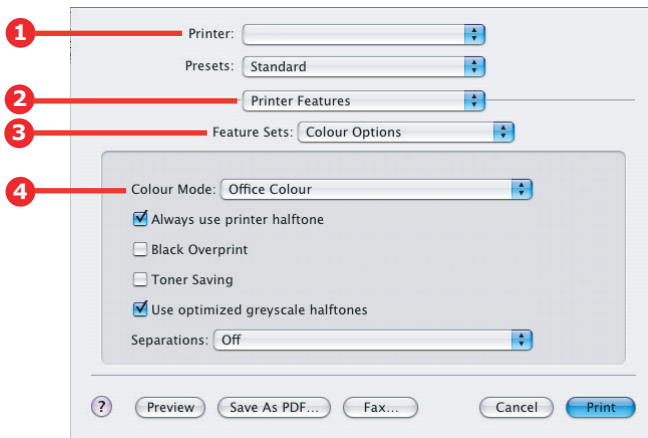 1 Printer:
Presets: Standard
2 Printer Features
3 Feature Sets: Colour Options
4 Colour Mode: Office Colour
Always use printer halftone
Black Overprint
Toner Saving
Use optimized greyscale halftones
Separations: Off
? Preview Save As PDF... Fax... Cancel Print